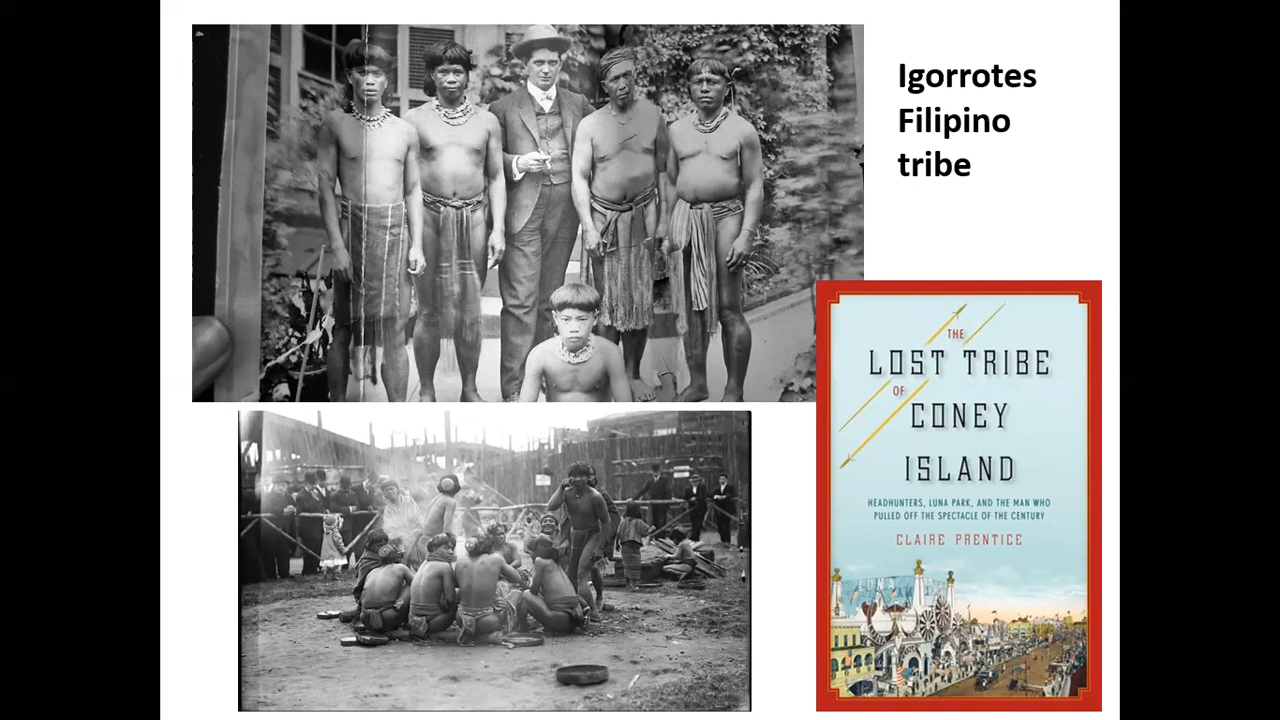 Igorrotes
Filipino
tribe
THE
LOST TRIBE
OF
CONEY
ISLAND
HEADHUNTERS, LUNA PARK, AND THE MAN WHO
PULLED OFF THE SPECTACLE OF THE CENTURY
CLAIRE PRENTICE